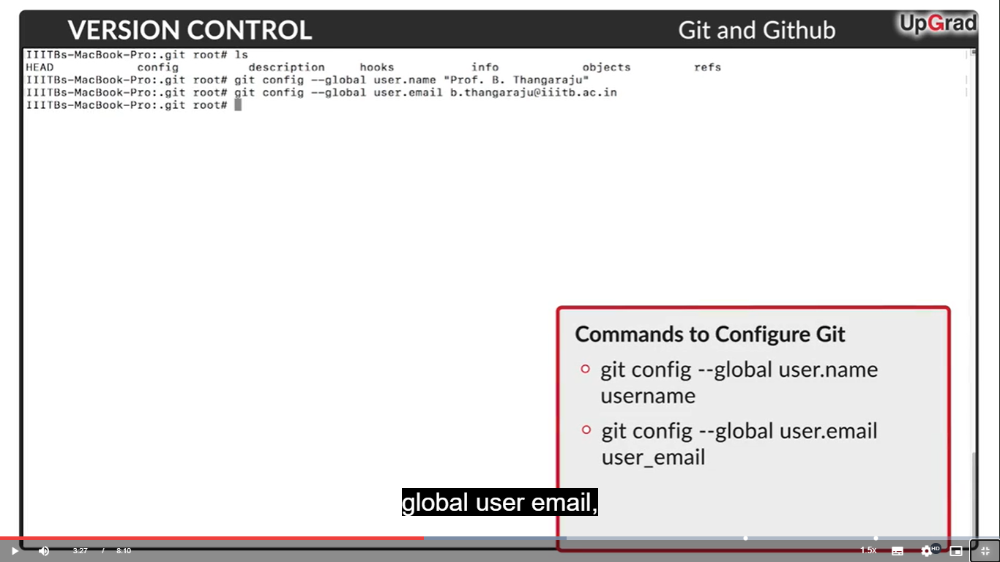 VERSION CONTROL
Git and Github
UpGrad
IIITBs-MacBook-Pro:.git root# ls
HEAD config description hooks info objects refs
IIITBs-MacBook-Pro:.git root# git config --global user.name "Prof. B. Thangaraju"
IIITBs-MacBook-Pro:.git root# git config --global user.email b.thangaraju@iiitb.ac.in
IIITBs-MacBook-Pro:.git root#
Commands to Configure Git
git config --global user.name
username
git config --global user.email
user_email
global user email,
3:27 / 8:10
1.5x
HD